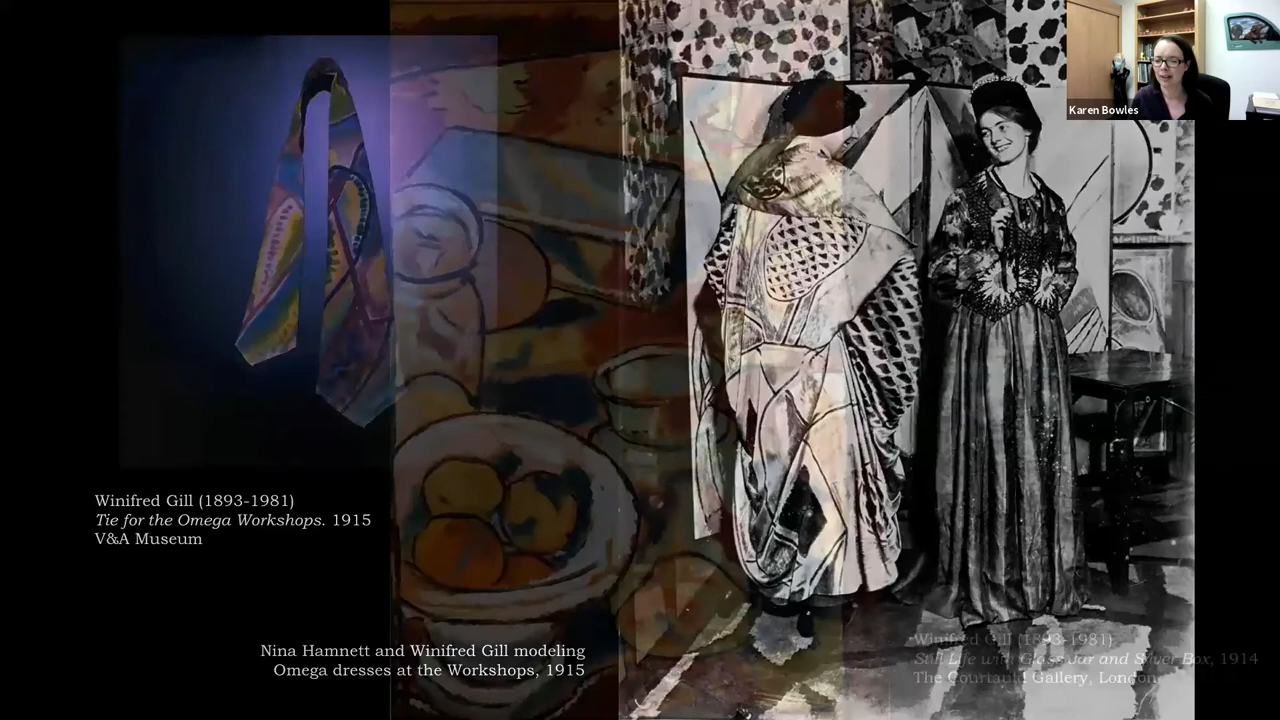 Karen Bowles
Winifred Gill (1893-1981)
Tie for the Omega Workshops. 1915
V&A Museum
Nina Hamnett and Winifred Gill modeling
Omega dresses at the Workshops, 1915
Winifred Gill (1893-1981)
Still Life with Glass Jar and Silver Box, 1914
The Courtauld Gallery, London